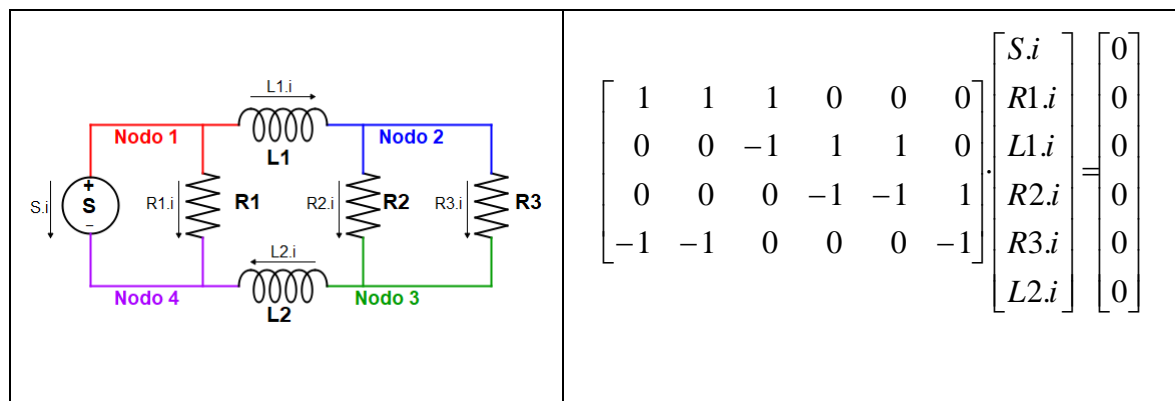 L1.i
Nodo 1
Nodo 2
L1
S.i
+
S
−
R1.i
R1
R2.i
R2
R3.i
R3
L2.i
Nodo 4
Nodo 3
L2
1 1 1 0 0 0
0 0 −1 1 1 0
0 0 0 −1 −1 1
−1 −1 0 0 0 −1
·
S.i
R1.i
L1.i
R2.i
R3.i
L2.i
=
0
0
0
0
0
0